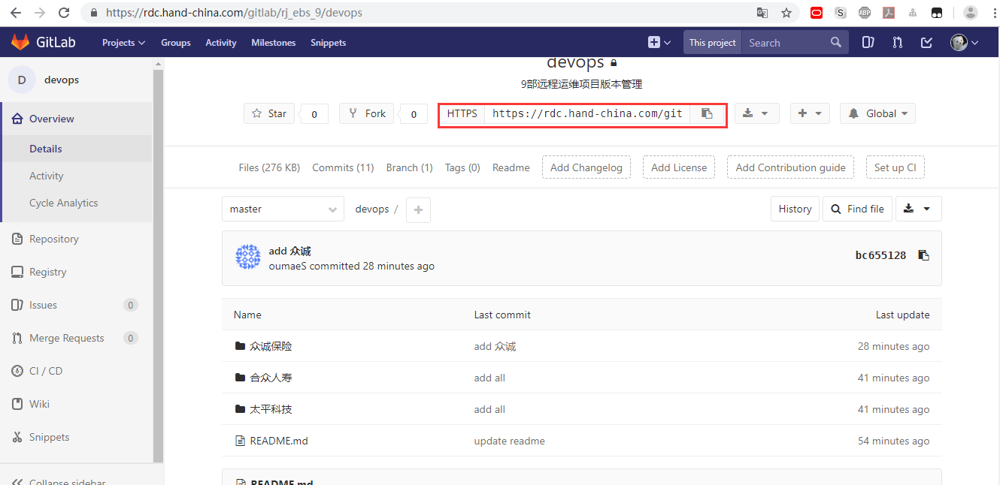 https://rdc.hand-china.com/gitlab/rj_ebs_9/devops
S
ABP
GitLab
Projects
Groups
Activity
Milestones
Snippets
This project
Search
D
devops
Overview
Details
Activity
Cycle Analytics
Repository
Registry
Issues 0
Merge Requests 0
CI / CD
Wiki
Snippets
Collapse sidebar
devops
9部远程运维项目版本管理
Star 0
Fork 0
HTTPS https://rdc.hand-china.com/git
Global
Files (276 KB) Commits (11) Branch (1) Tags (0) Readme Add Changelog Add License Add Contribution guide Set up CI
master devops / + History Find file
add 众诚
oumaeS committed 28 minutes ago
bc655128
Name Last commit Last update
众诚保险 add 众诚 28 minutes ago
合众人寿 add all 41 minutes ago
太平科技 add all 41 minutes ago
README.md update readme 54 minutes ago
README.md